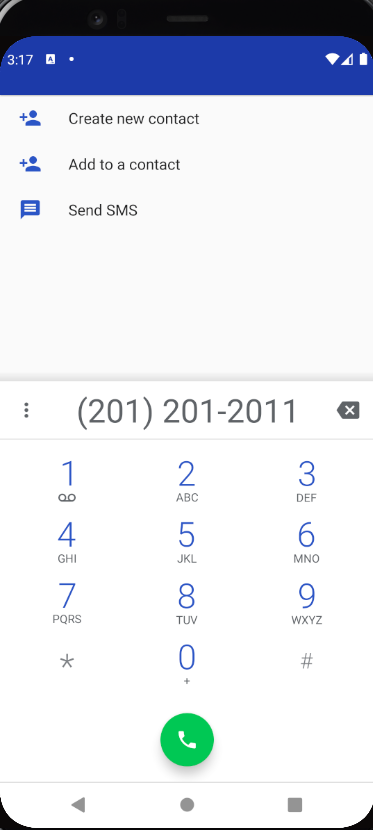 3:17 A
Create new contact
Add to a contact
Send SMS
(201) 201-2011
1 2 3
ABC DEF
4 5 6
GHI JKL MNO
7 8 9
PQRS TUV WXYZ
* 0 #
+